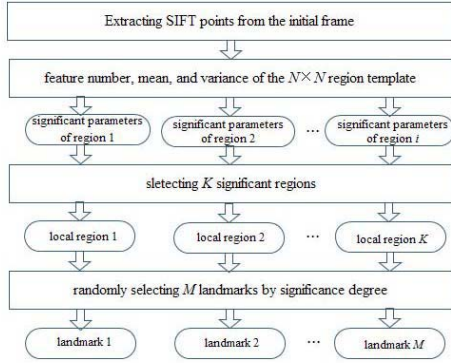 Extracting SIFT points from the initial frame
feature number, mean, and variance of the N×N region template
significant parameters
of region 1
significant parameters
of region 2
...
significant parameters
of region i
sletecting K significant regions
local region 1
local region 2
...
local region K
randomly selecting M landmarks by significance degree
landmark 1
landmark 2
...
landmark M